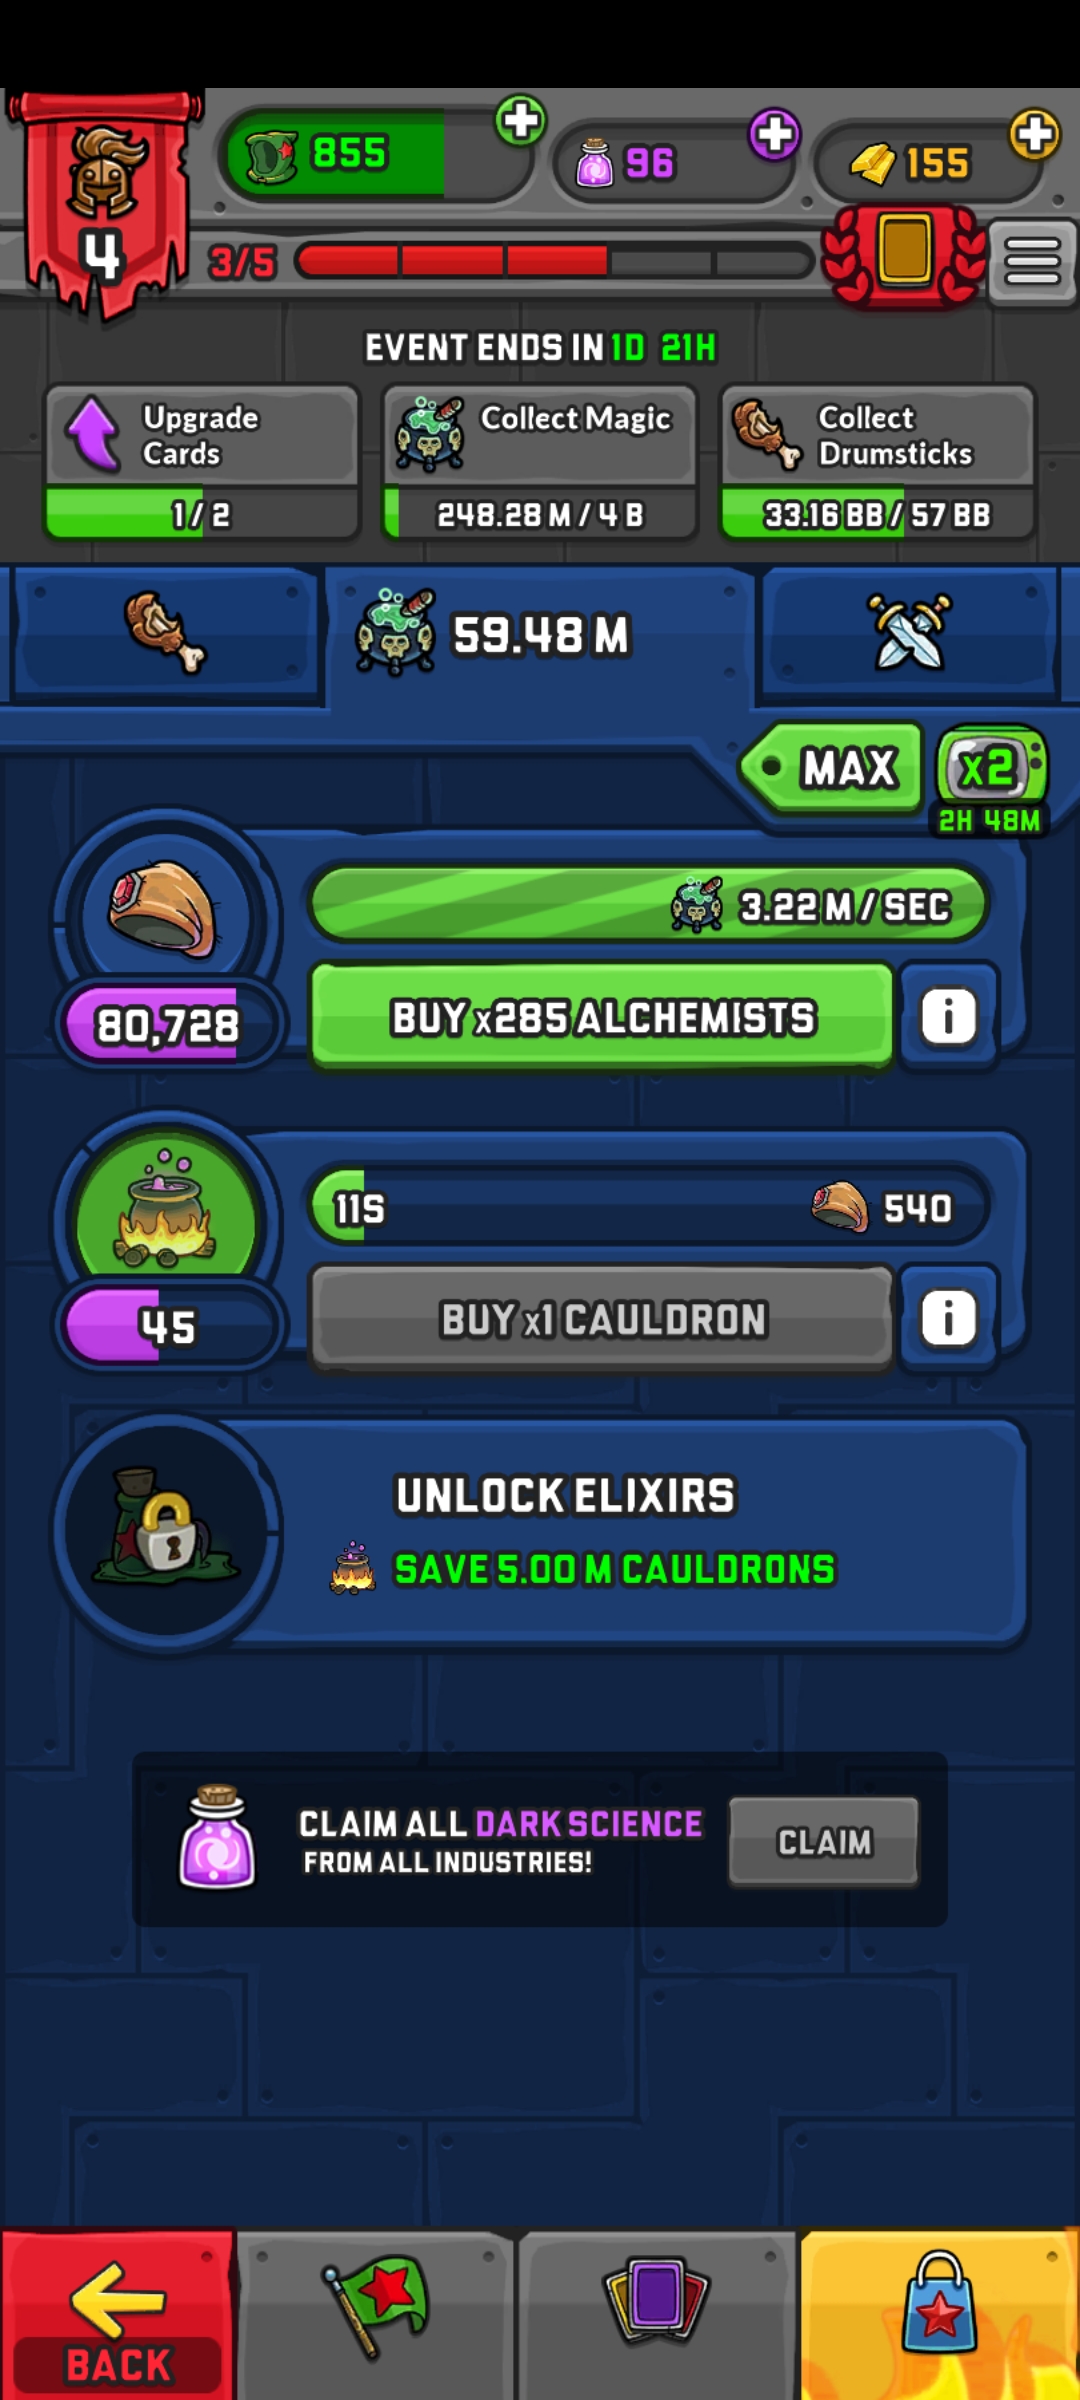 855
96
155
4
3/5
EVENT ENDS IN 1D 21H
Upgrade Cards
1/2
Collect Magic
248.28 M / 4 B
Collect Drumsticks
33.16 BB / 57 BB
59.48 M
MAX
x2
2H 48M
3.22 M / SEC
80,728
BUY x285 ALCHEMISTS
i
11S
540
45
BUY x1 CAULDRON
i
UNLOCK ELIXIRS
SAVE 5.00 M CAULDRONS
CLAIM ALL DARK SCIENCE
FROM ALL INDUSTRIES!
CLAIM
BACK